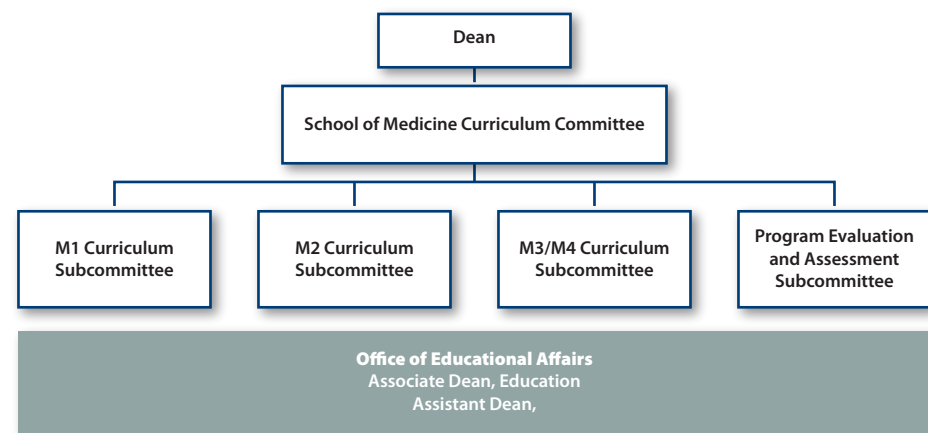 Dean
School of Medicine Curriculum Committee
M1 Curriculum
Subcommittee
M2 Curriculum
Subcommittee
M3/M4 Curriculum
Subcommittee
Program Evaluation
and Assessment
Subcommittee
Office of Educational Affairs
Associate Dean, Education
Assistant Dean,